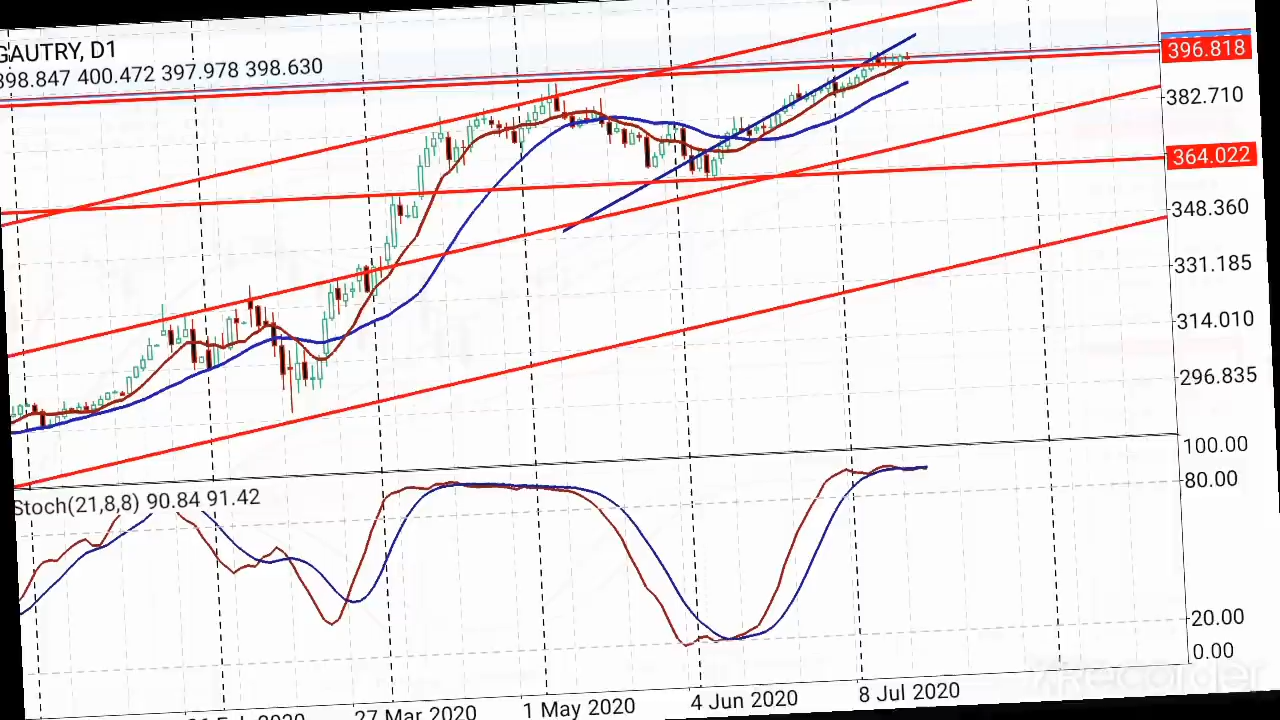 GAUTRY, D1
398.847 400.472 397.978 398.630
396.818
382.710
364.022
348.360
331.185
314.010
296.835
100.00
Stoch(21,8,8) 90.84 91.42
80.00
20.00
0.00
27 Mar 2020
1 May 2020
4 Jun 2020
8 Jul 2020